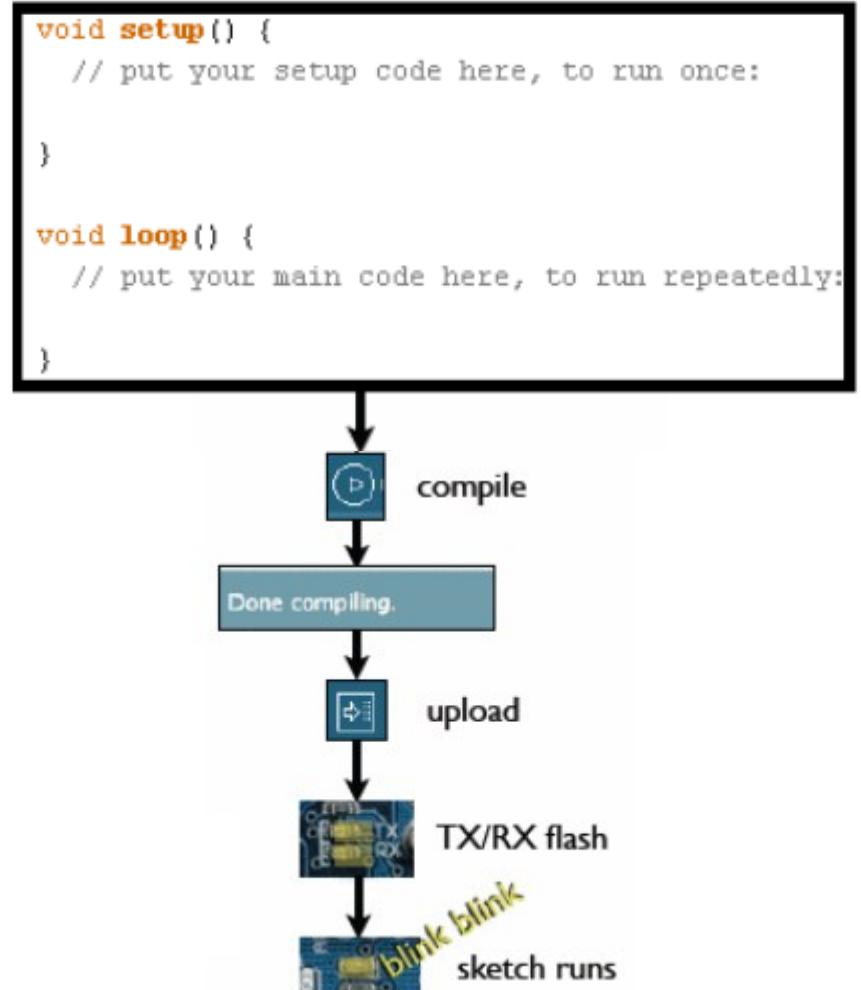 void setup() {
// put your setup code here, to run once:
}
void loop() {
// put your main code here, to run repeatedly:
}
compile
Done compiling.
upload
TX
RX
TX/RX flash
blink blink
sketch runs